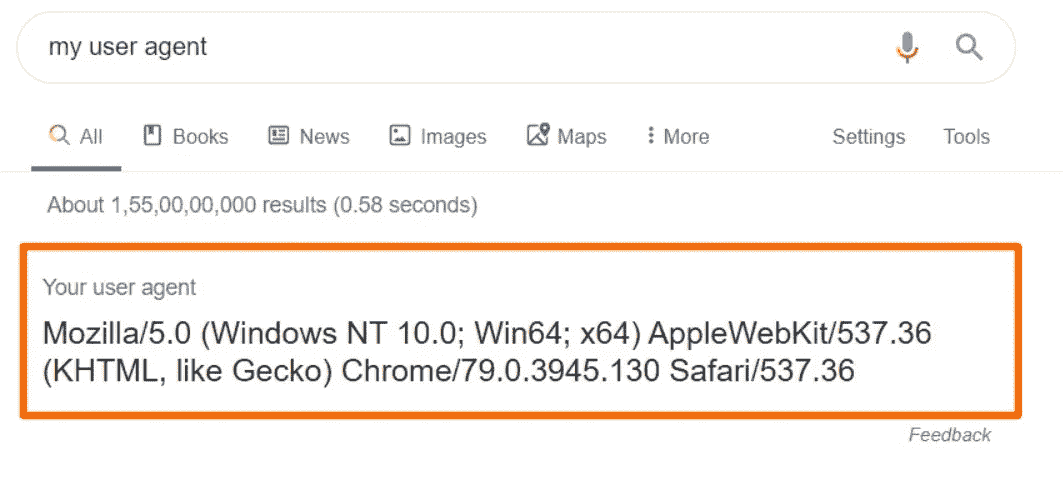 my user agent
All Books News Images Maps More Settings Tools
About 1,55,00,00,000 results (0.58 seconds)
Your user agent
Mozilla/5.0 (Windows NT 10.0; Win64; x64) AppleWebKit/537.36
(KHTML, like Gecko) Chrome/79.0.3945.130 Safari/537.36
Feedback